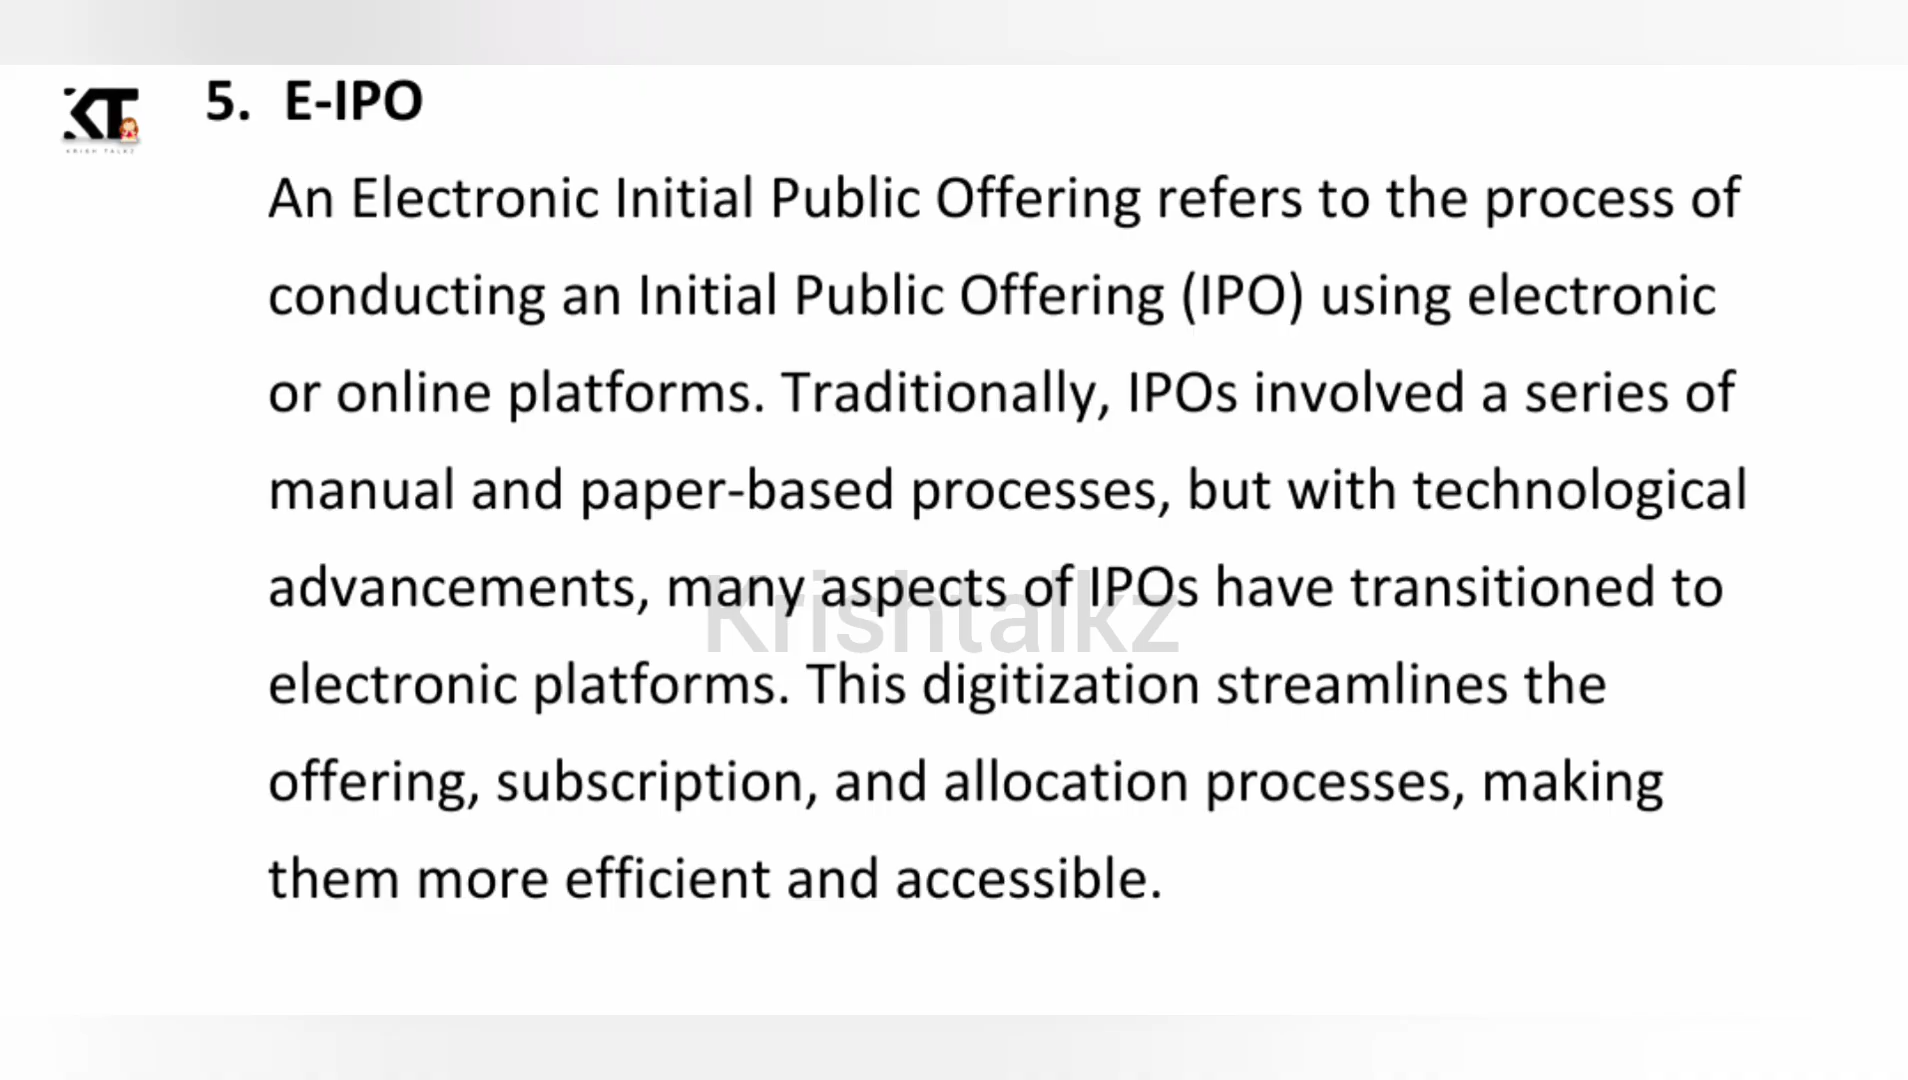 KT
KRISH TALKZ
5. E-IPO
An Electronic Initial Public Offering refers to the process of
conducting an Initial Public Offering (IPO) using electronic
or online platforms. Traditionally, IPOs involved a series of
manual and paper-based processes, but with technological
advancements, many aspects of IPOs have transitioned to
Krishtalkz
electronic platforms. This digitization streamlines the
offering, subscription, and allocation processes, making
them more efficient and accessible.